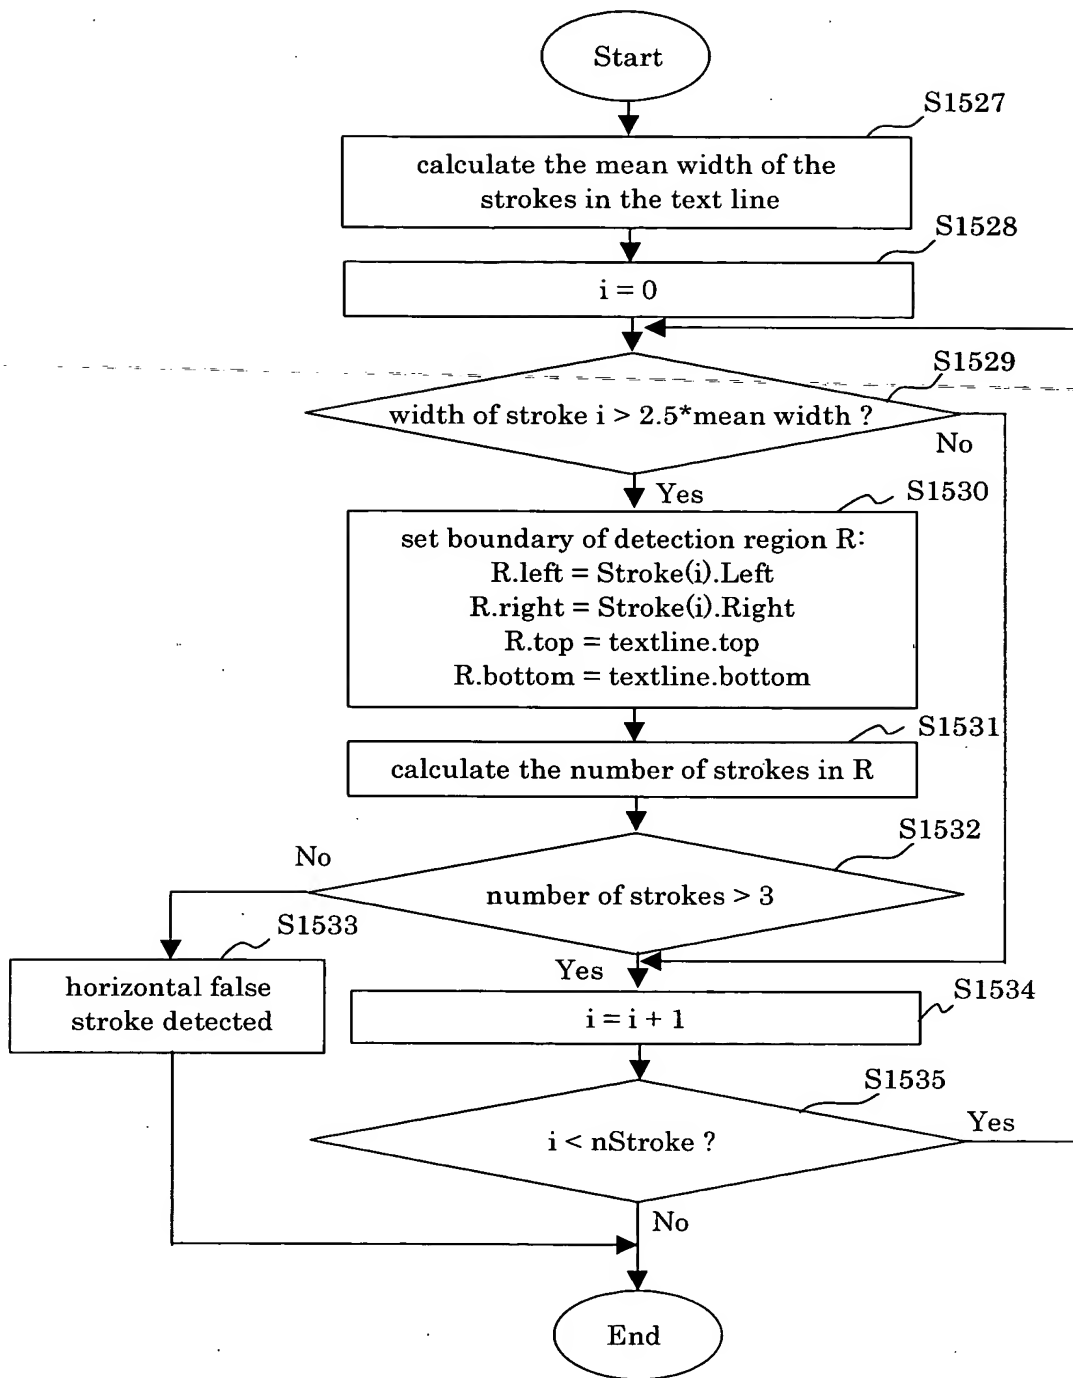 Start
S1527
calculate the mean width of the
strokes in the text line
S1528
i = 0
S1529
width of stroke i > 2.5*mean width ?
No
Yes
S1530
set boundary of detection region R:
R.left = Stroke(i).Left
R.right = Stroke(i).Right
R.top = textline.top
R.bottom = textline.bottom
S1531
calculate the number of strokes in R
S1532
No
number of strokes > 3
S1533
Yes
horizontal false
stroke detected
S1534
i = i + 1
S1535
Yes
i < nStroke ?
No
End